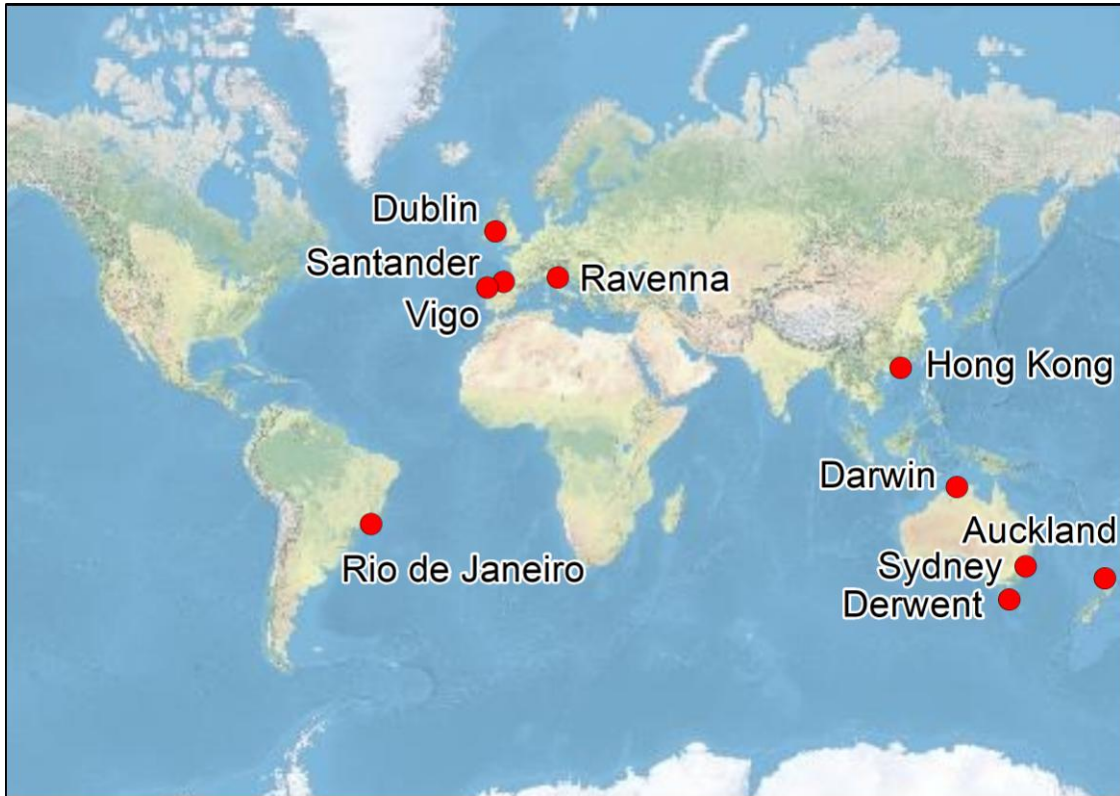 Dublin
Santander
Vigo
Ravenna
Hong Kong
Darwin
Auckland
Sydney
Derwent
Rio de Janeiro